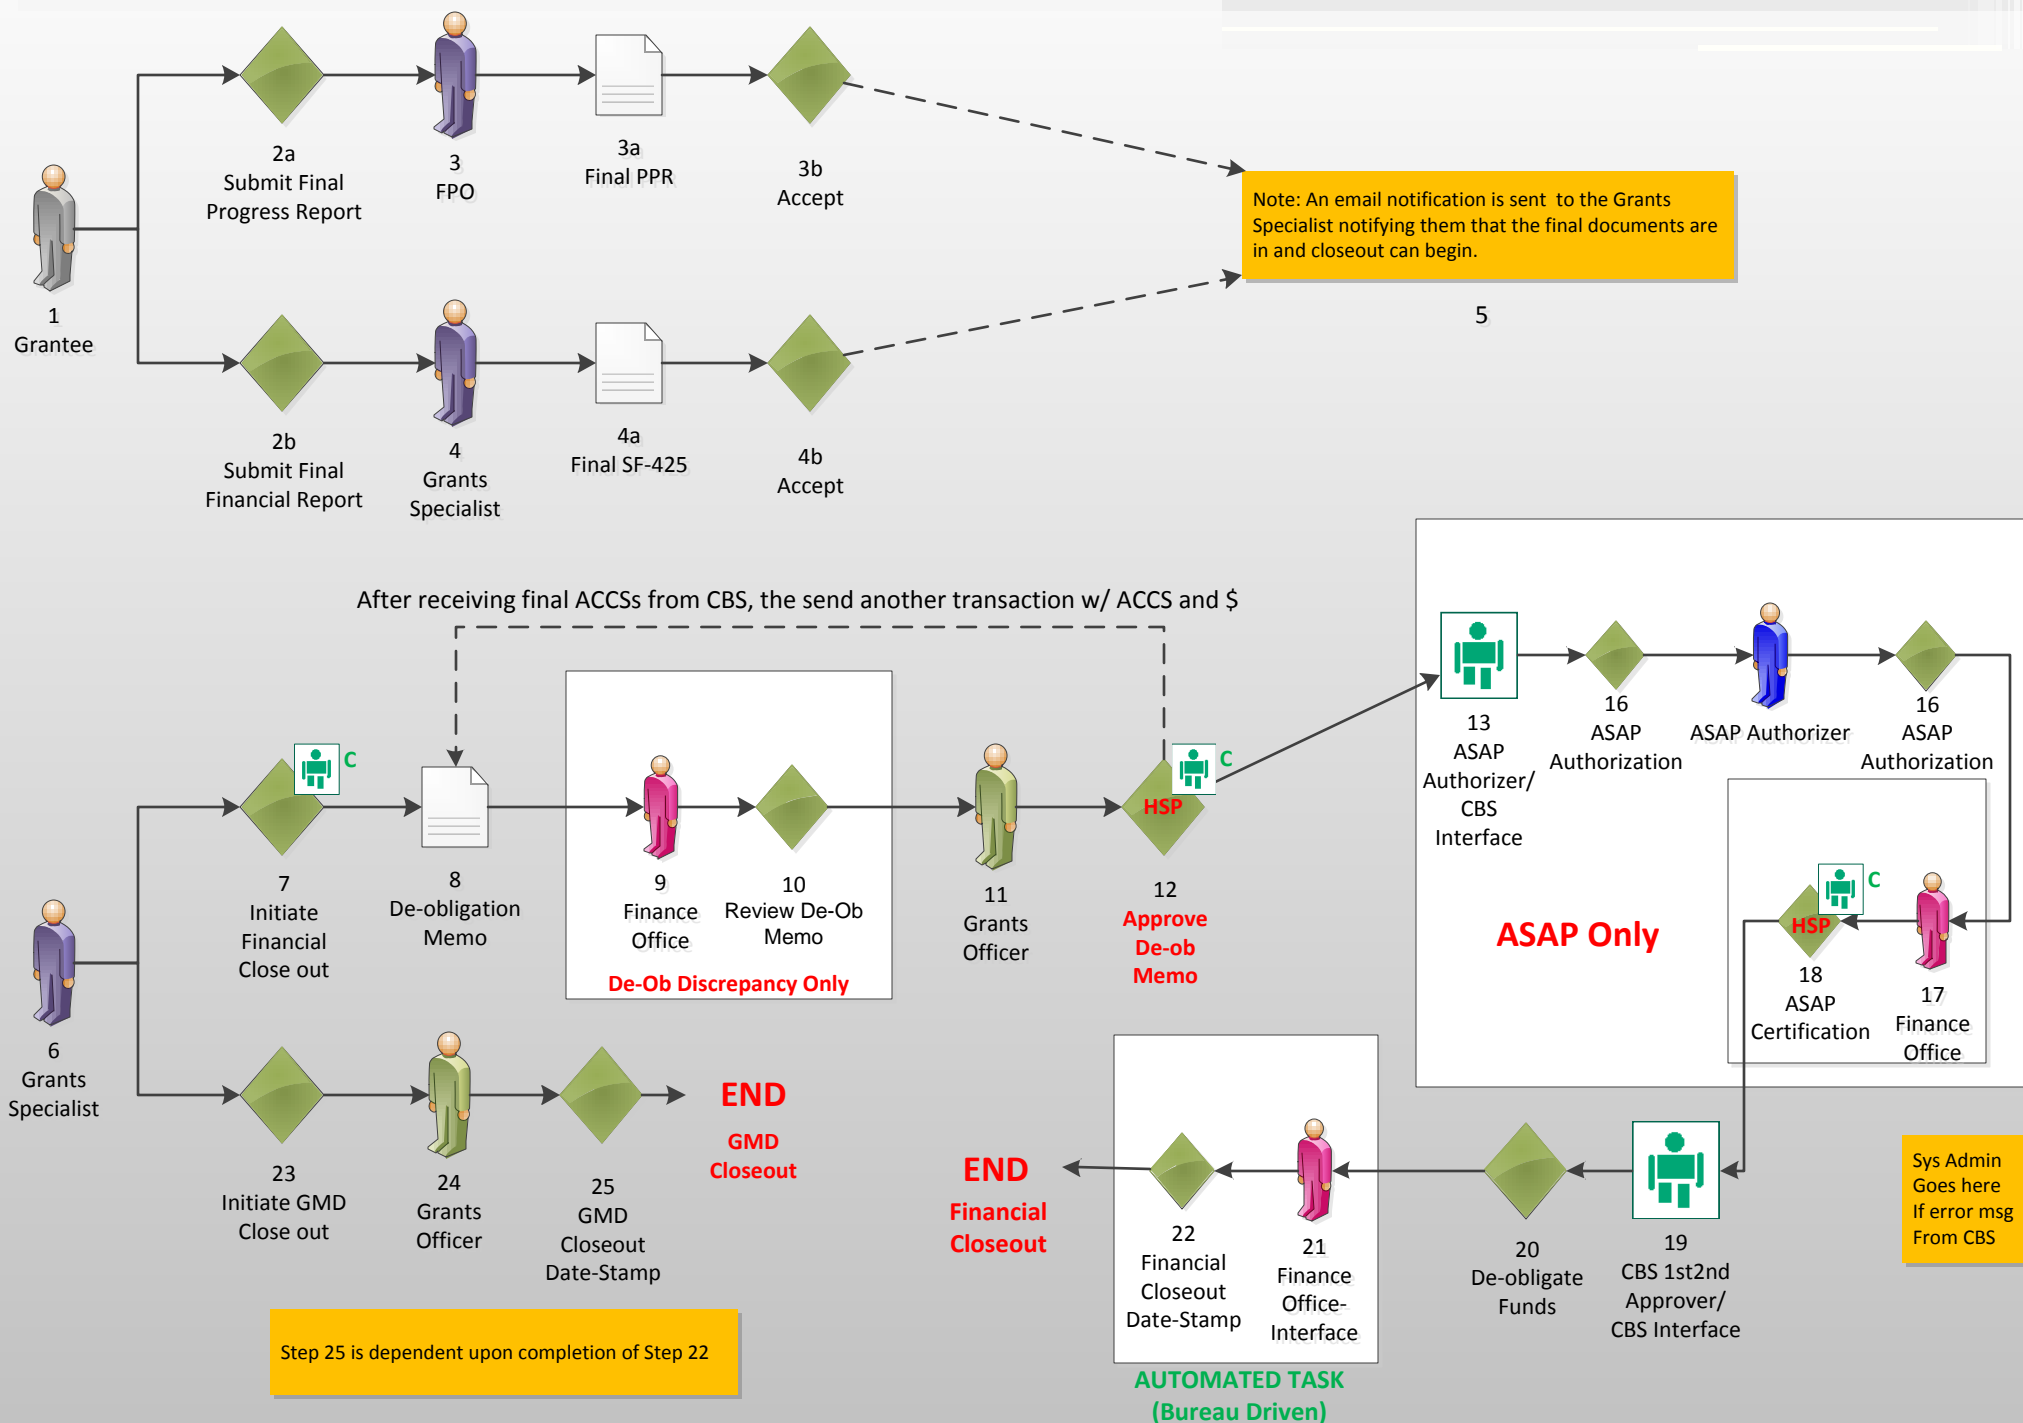 1
Grantee
2a
Submit Final
Progress Report
3
FPO
3a
Final PPR
3b
Accept
Note: An email notification is sent  to the Grants
Specialist notifying them that the final documents are
in and closeout can begin.
5
2b
Submit Final
Financial Report
4
Grants
Specialist
4a
Final SF-425
4b
Accept
After receiving final ACCSs from CBS, the send another transaction w/ ACCS and $
6
Grants
Specialist
C
7
Initiate
Financial
Close out
8
De-obligation
Memo
9
Finance
Office
10
Review De-Ob
Memo
De-Ob Discrepancy Only
11
Grants
Officer
C
HSP
12
Approve
De-ob
Memo
13
ASAP
Authorizer/
CBS
Interface
16
ASAP
Authorization
ASAP Authorizer
16
ASAP
Authorization
ASAP Only
C
HSP
18
ASAP
Certification
17
Finance
Office
23
Initiate GMD
Close out
24
Grants
Officer
25
GMD
Closeout
Date-Stamp
END
GMD
Closeout
END
Financial
Closeout
22
Financial
Closeout
Date-Stamp
21
Finance
Office-
Interface
AUTOMATED TASK
(Bureau Driven)
20
De-obligate
Funds
19
CBS 1st2nd
Approver/
CBS Interface
Sys Admin
Goes here
If error msg
From CBS
Step 25 is dependent upon completion of Step 22